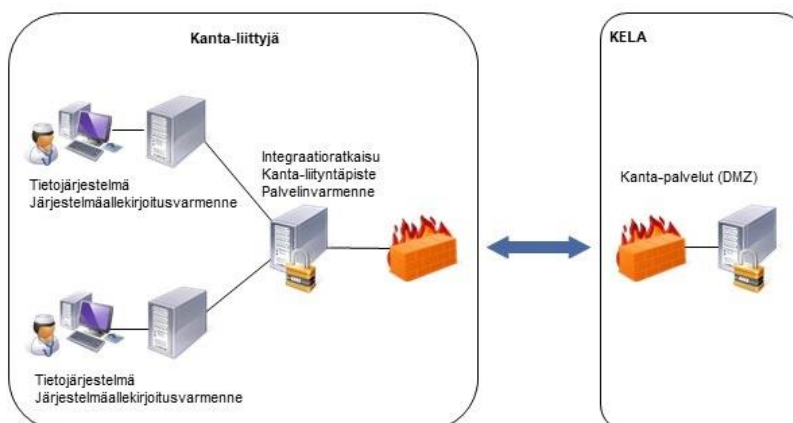 Kanta-liittyjä
Tietojärjestelmä
Järjestelmäallekirjoitusvarmenne
Integraatioratkaisu
Kanta-liityntäpiste
Palvelinvarmenne
Tietojärjestelmä
Järjestelmäallekirjoitusvarmenne
KELA
Kanta-palvelut (DMZ)